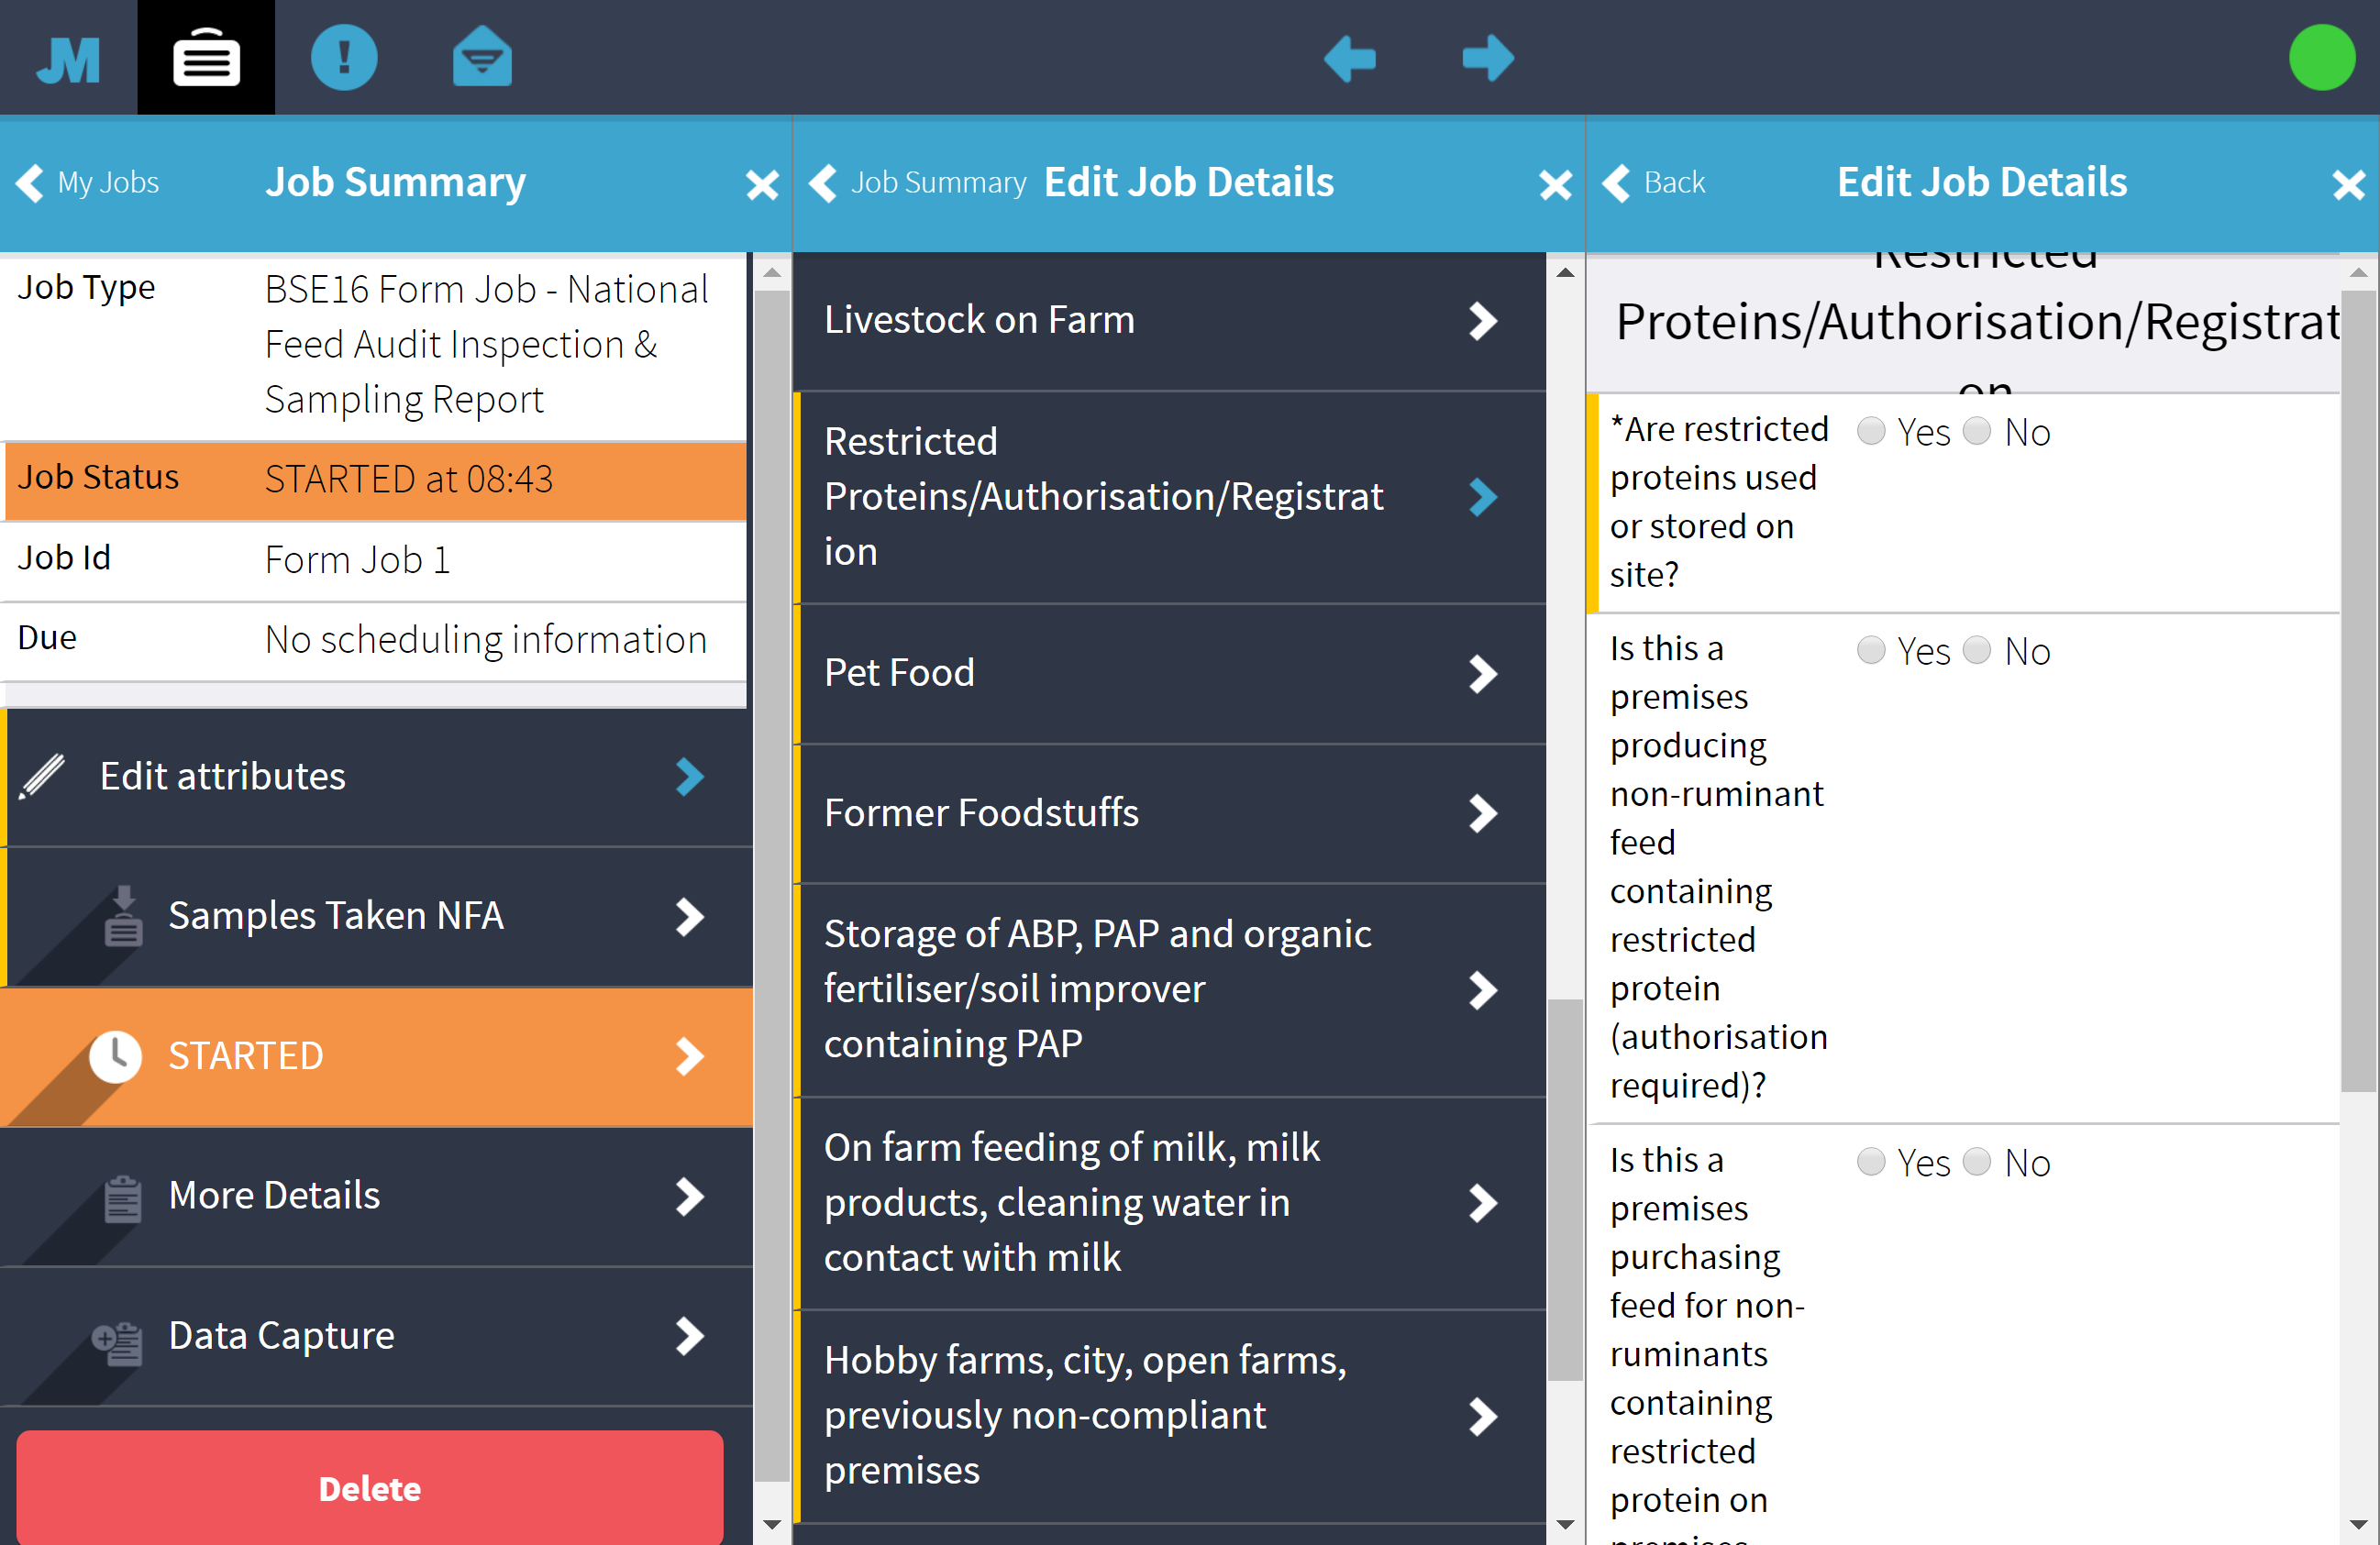 JM
My Jobs
Job Summary
Job Type
BSE16 Form Job - National
Feed Audit Inspection &
Sampling Report
Job Status
STARTED at 08:43
Job Id
Form Job 1
Due
No scheduling information
Edit attributes
Samples Taken NFA
STARTED
More Details
Data Capture
Delete
Job Summary
Edit Job Details
Livestock on Farm
Restricted
Proteins/Authorisation/Registrat
ion
Pet Food
Former Foodstuffs
Storage of ABP, PAP and organic
fertiliser/soil improver
containing PAP
On farm feeding of milk, milk
products, cleaning water in
contact with milk
Hobby farms, city, open farms,
previously non-compliant
premises
Back
Edit Job Details
Restricted
Proteins/Authorisation/Registrat
on
*Are restricted
proteins used
or stored on
site?
Yes No
Is this a
premises
producing
non-ruminant
feed
containing
restricted
protein
(authorisation
required)?
Yes No
Is this a
premises
purchasing
feed for non-
ruminants
containing
restricted
protein on
premises
Yes No